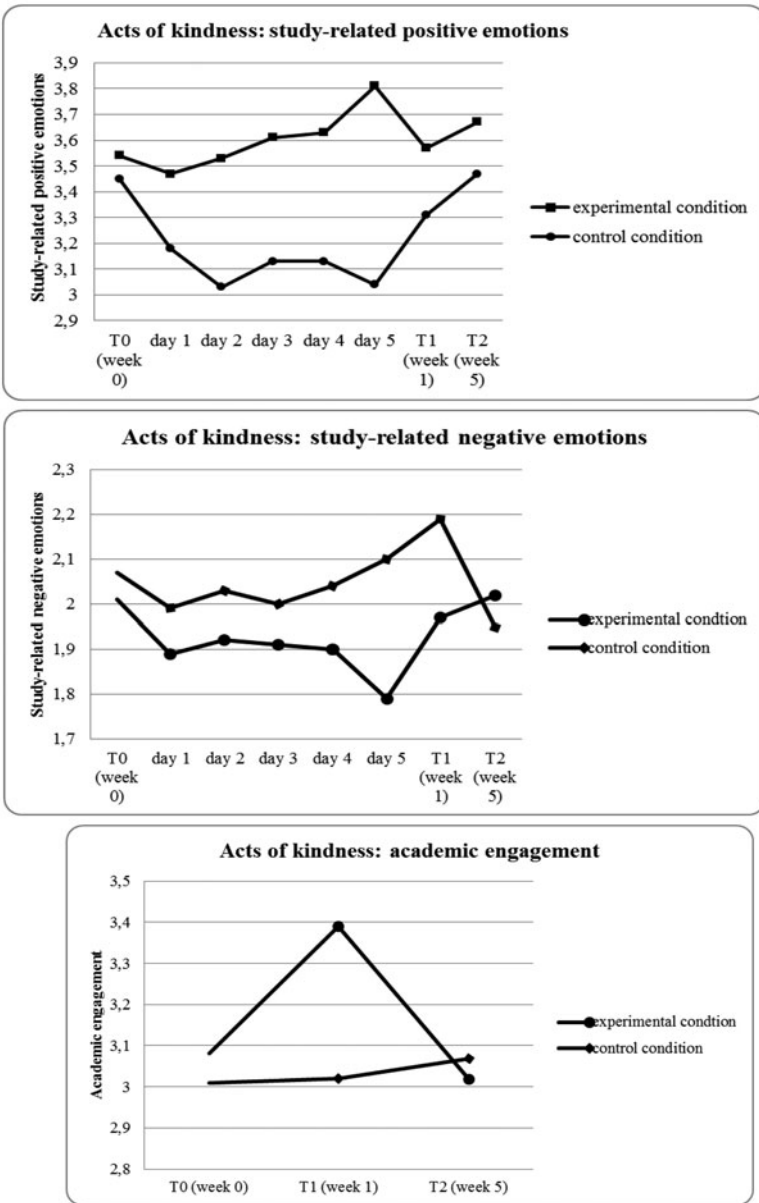 Acts of kindness: study-related positive emotions
Study-related positive emotions
3,9
3,8
3,7
3,6
3,5
3,4
3,3
3,2
3,1
3
2,9
T0 (week 0)
day 1
day 2
day 3
day 4
day 5
T1 (week 1)
T2 (week 5)
experimental condition
control condition
Acts of kindness: study-related negative emotions
Study-related negative emotions
2,3
2,2
2,1
2
1,9
1,8
1,7
T0 (week 0)
day 1
day 2
day 3
day 4
day 5
T1 (week 1)
T2 (week 5)
experimental condtion
control condition
Acts of kindness: academic engagement
Academic engagement
3,5
3,4
3,3
3,2
3,1
3
2,9
2,8
T0 (week 0)
T1 (week 1)
T2 (week 5)
experimental condtion
control condition